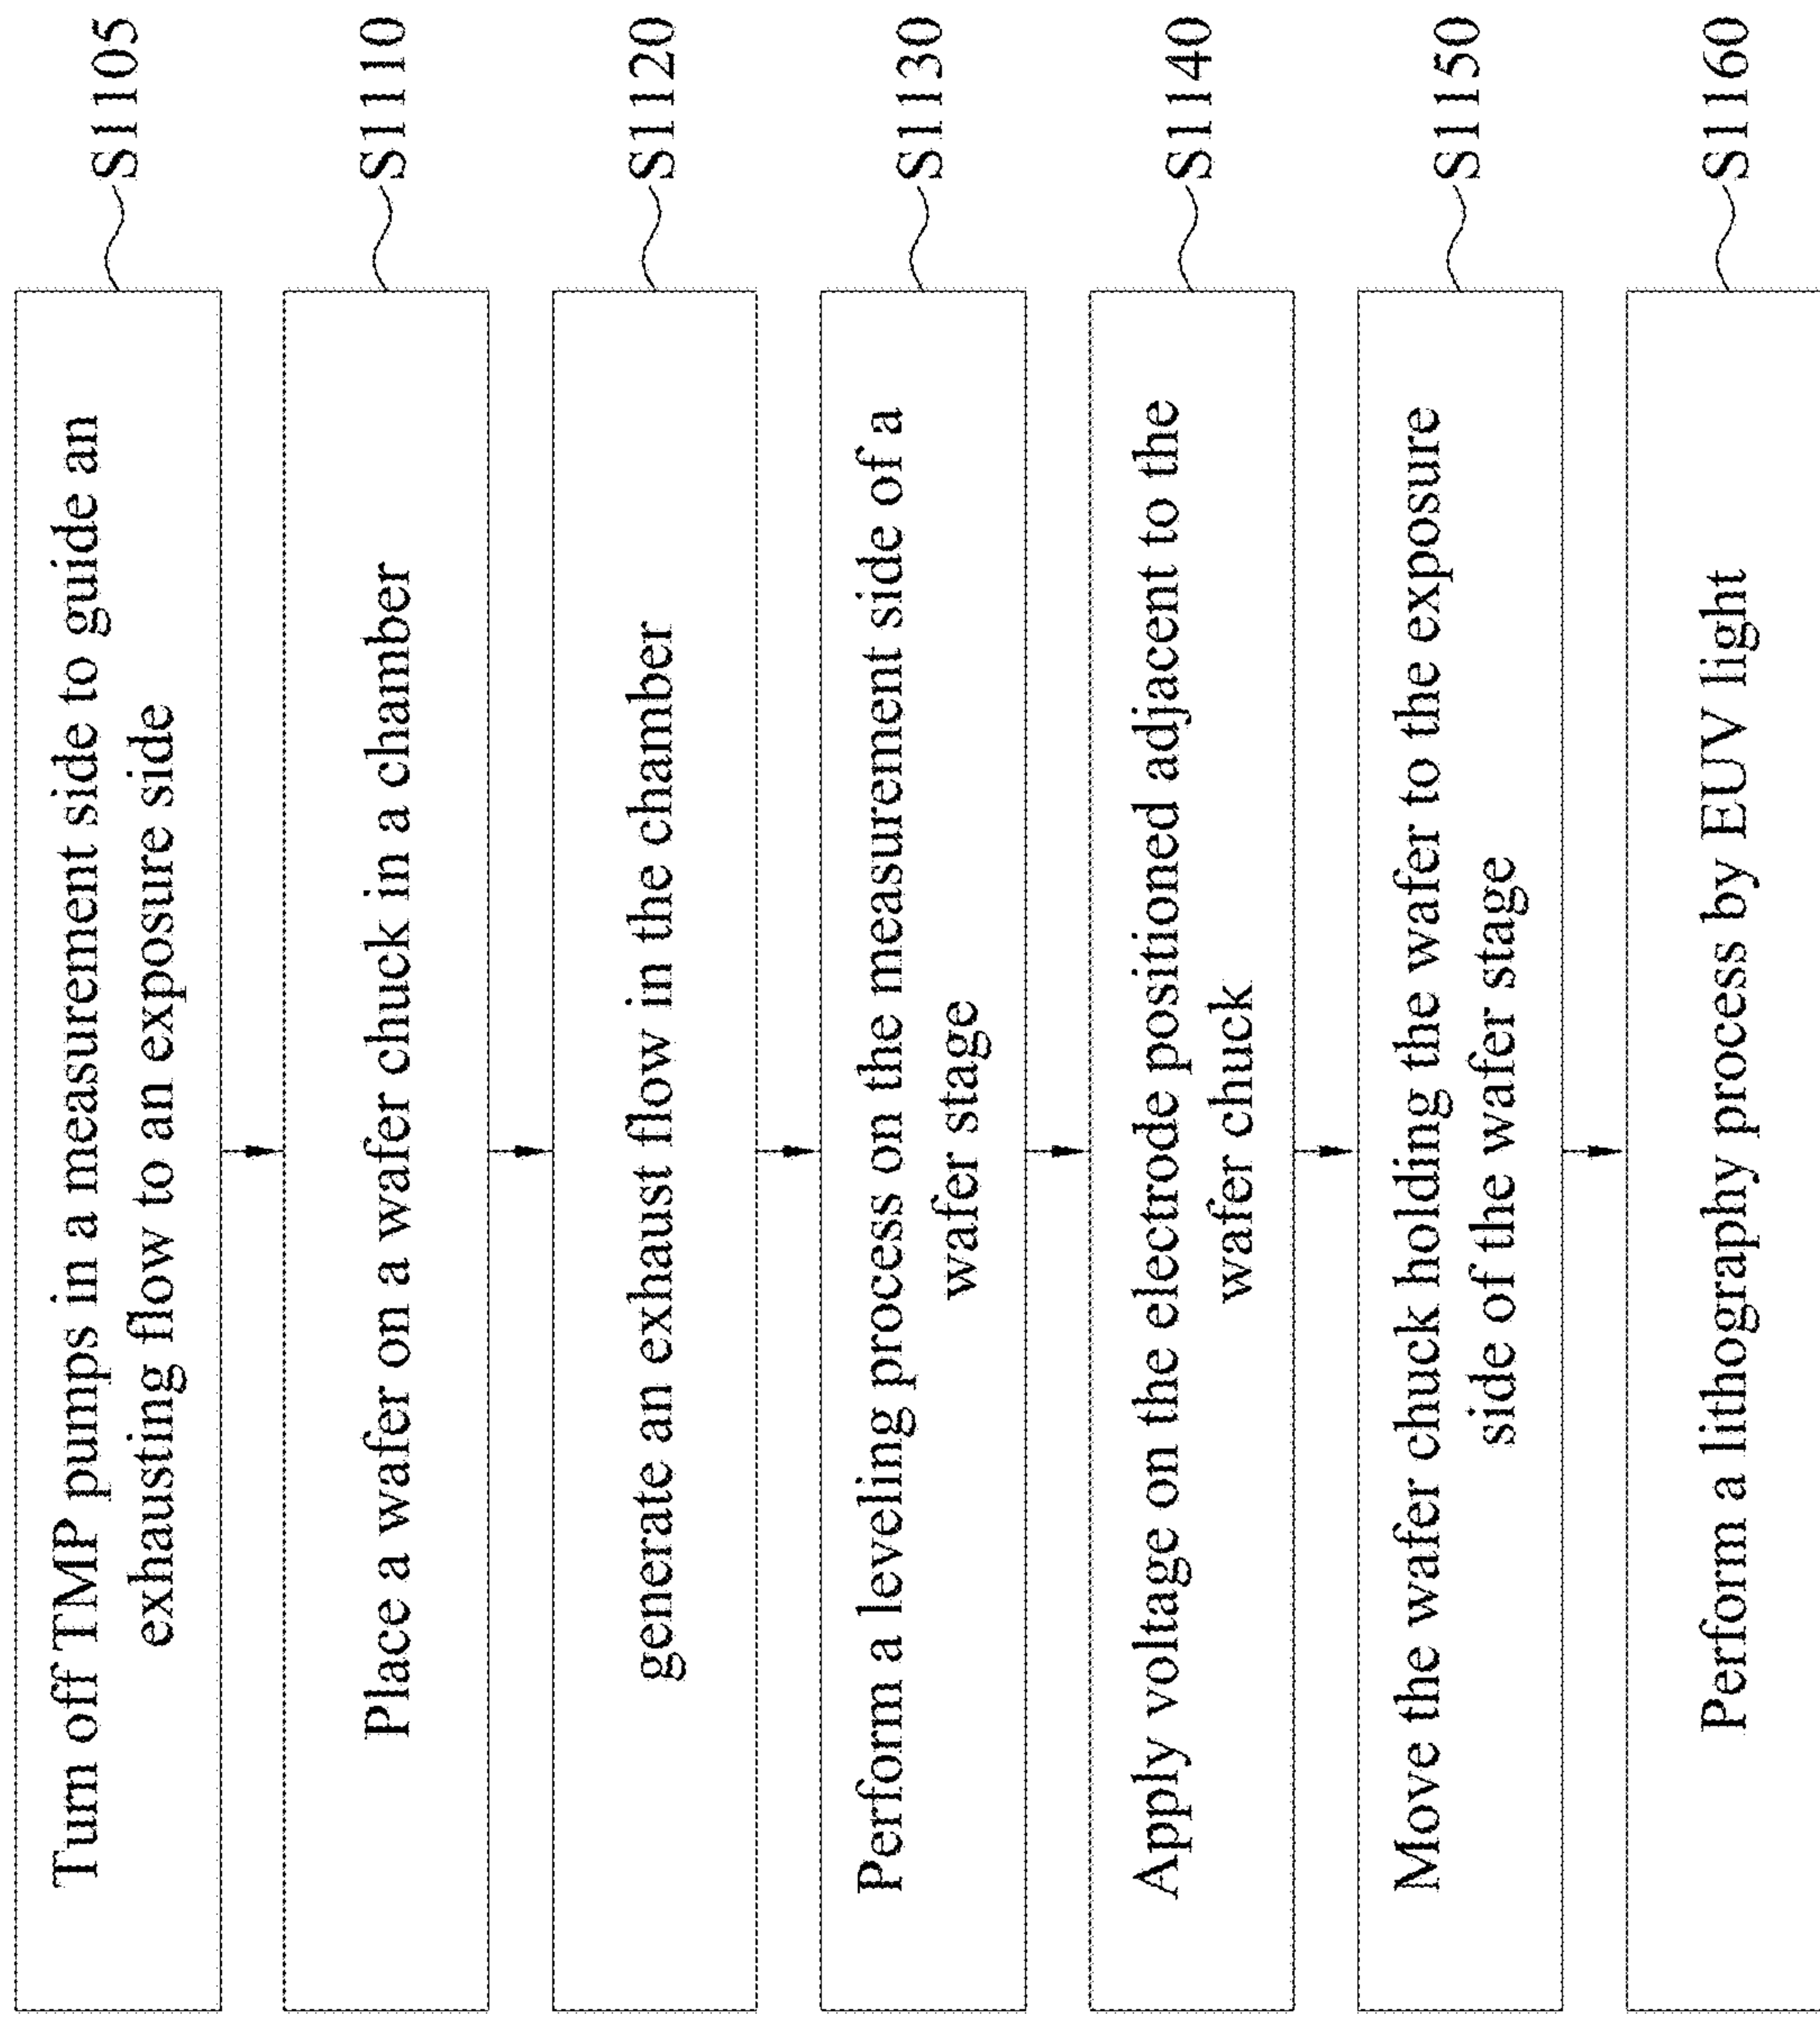 Turn off TMP pumps in a measurement side to guide an
exhausting flow to an exposure side
S1105
Place a wafer on a wafer chuck in a chamber
S1110
generate an exhaust flow in the chamber
S1120
Perform a leveling process on the measurement side of a
wafer stage
S1130
Apply voltage on the electrode positioned adjacent to the
wafer chuck
S1140
Move the wafer chuck holding the wafer to the exposure
side of the wafer stage
S1150
Perform a lithography process by EUV light
S1160